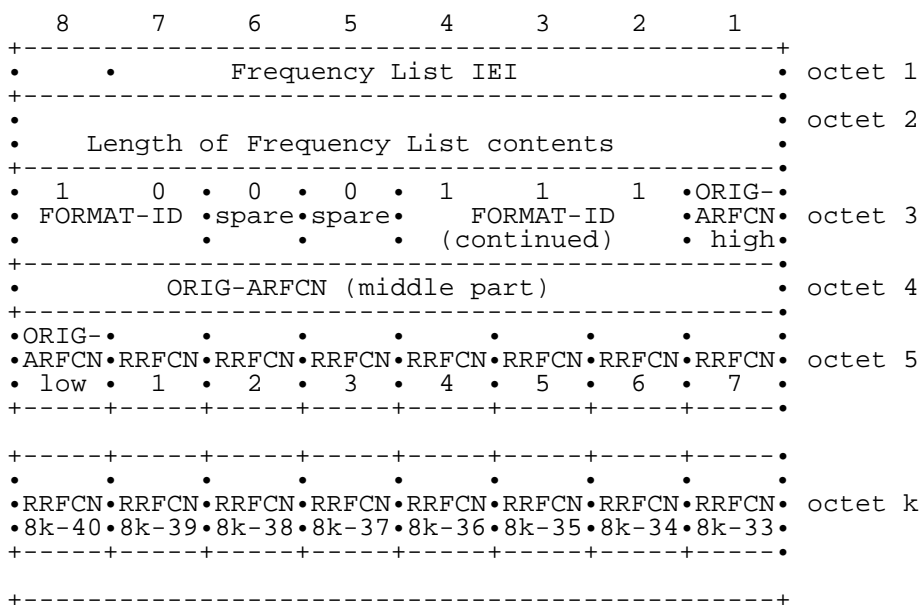 8 7 6 5 4 3 2 1
Frequency List IEI octet 1
octet 2
Length of Frequency List contents
1 0 0 0 1 1 1 ORIG-
FORMAT-ID spare spare FORMAT-ID ARFCN octet 3
(continued) high
ORIG-ARFCN (middle part) octet 4
ORIG-
ARFCN RRFCN RRFCN RRFCN RRFCN RRFCN RRFCN RRFCN octet 5
low 1 2 3 4 5 6 7
RRFCN RRFCN RRFCN RRFCN RRFCN RRFCN RRFCN RRFCN octet k
8k-40 8k-39 8k-38 8k-37 8k-36 8k-35 8k-34 8k-33